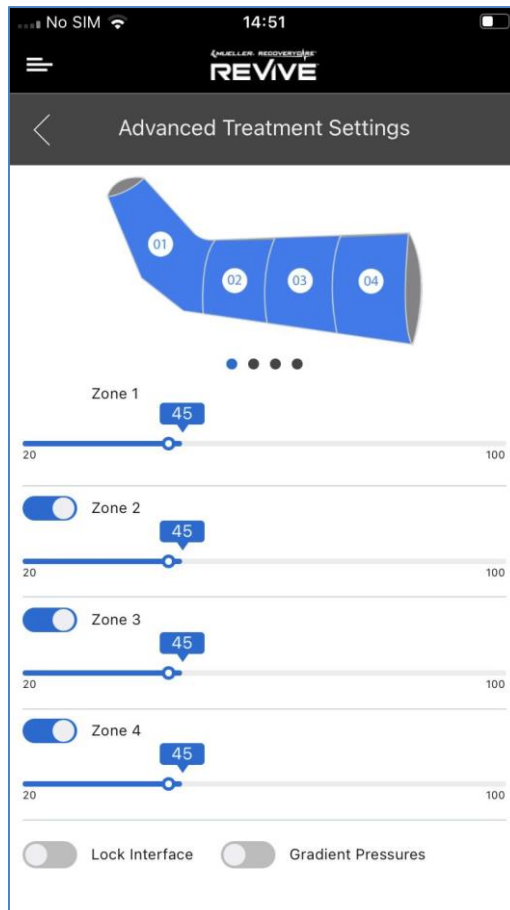 No SIM 14:51
MUELLER RECOVERYCARE
REVIVE
Advanced Treatment Settings
01
02 03 04
Zone 1
45
20 100
Zone 2
45
20 100
Zone 3
45
20 100
Zone 4
45
20 100
Lock Interface Gradient Pressures